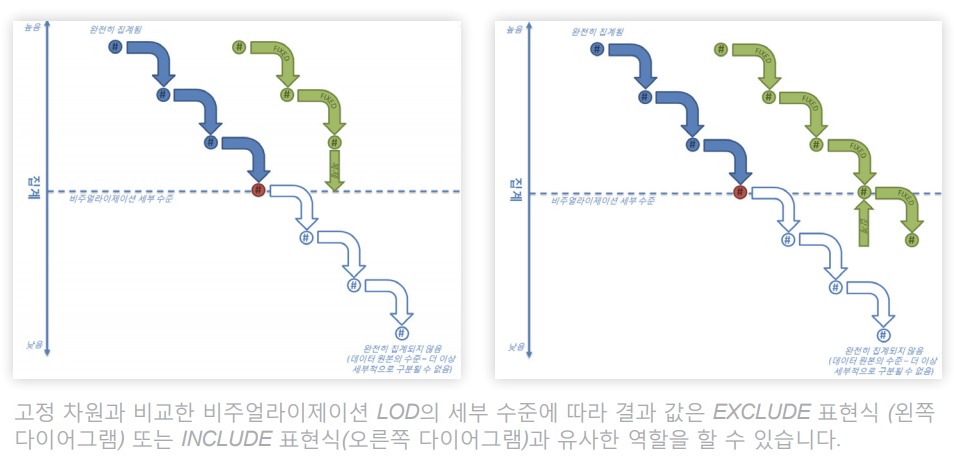 높음
완전히 집계됨
#
#
FIXED
#
#
FIXED
#
#
집계
#
비주얼라이제이션 세부 수준
#
#
낮음
#
완전히 집계되지 않음
(데이터 원본의 수준 – 더 이상
세부적으로 구분될 수 없음)
높음
완전히 집계됨
#
#
FIXED
#
#
FIXED
#
#
FIXED
집계
#
#
FIXED
비주얼라이제이션 세부 수준
#
#
#
낮음
#
완전히 집계되지 않음
(데이터 원본의 수준 – 더 이상
세부적으로 구분될 수 없음)
고정 차원과 비교한 비주얼라이제이션 LOD의 세부 수준에 따라 결과 값은 EXCLUDE 표현식 (왼쪽
다이어그램) 또는 INCLUDE 표현식(오른쪽 다이어그램)과 유사한 역할을 할 수 있습니다.